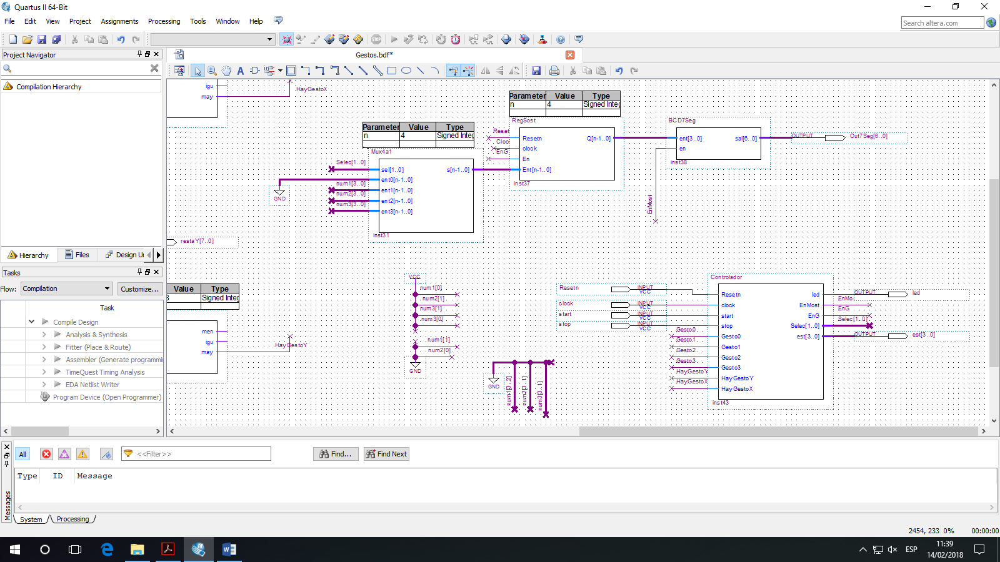 Quartus II 64-Bit
File Edit View Project Assignments Processing Tools Window Help
Search altera.com
Project Navigator
Gestos.bdf*
Compilation Hierarchy
Hierarchy Files Design Un
Tasks
Flow: Compilation Customize...
Task
Compile Design
Analysis & Synthesis
Fitter (Place & Route)
Assembler (Generate programmi
TimeQuest Timing Analysis
EDA Netlist Writer
Program Device (Open Programmer)
igu
may
HayGestoX
Parameter Value Type
n 4 Signed Integ
Mux4a1
Selec[1..0]
num1[3..0]
num2[3..0]
num3[3..0]
GND
sel[1..0] s[n-1..0]
ent0[n-1..0]
ent1[n-1..0]
ent2[n-1..0]
ent3[n-1..0]
inst31
Parameter Value Type
n 4 Signed Integ
RegSost
Reset
Cloc
EnG
Resetn Q[n-1..0]
clock
En
Ent[n-1..0]
inst37
BCD7Seg
ent[3..0] sal[6..0]
en
inst38
EnMost
OUTPUT Out7Seg[6..0]
restaY[7..0]
Value Type
3 Signed Integ
men
igu
may
HayGestoY
VCC
num1[0]
num2[1]
num3[1]
num3[0]
num1[1]
num2[0]
GND
GND
num1[3..2]
num2[3..1]
num3[3..1]
Resetn INPUT VCC
clock INPUT VCC
start INPUT VCC
stop INPUT VCC
Gesto0
Gesto1
Gesto2
Gesto3
HayGestoY
HayGestoX
Controlador
Resetn led
clock EnMost
start EnG
stop Selec[1..0]
Gesto0 est[3..0]
Gesto1
Gesto2
Gesto3
HayGestoY
HayGestoX
inst43
OUTPUT led
EnMo
EnG
Selec[1..0]
OUTPUT est[3..0]
Messages
All <<Filter>> Find... Find Next
Type ID Message
System Processing
2454, 233 0% 00:00:00
ESP
11:39
14/02/2018